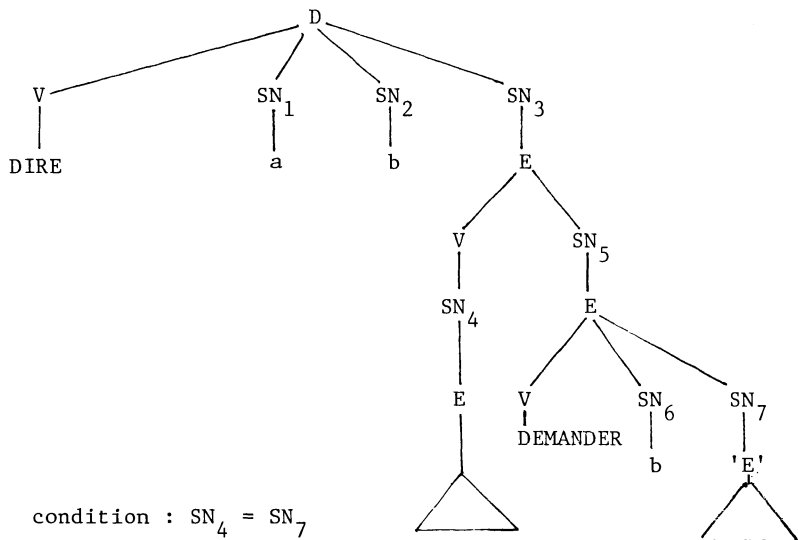 D
V SN1 SN2 SN3
DIRE a b E
V SN5
SN4 E
E V SN6 SN7
DEMANDER
b 'E'
condition : SN4 = SN7